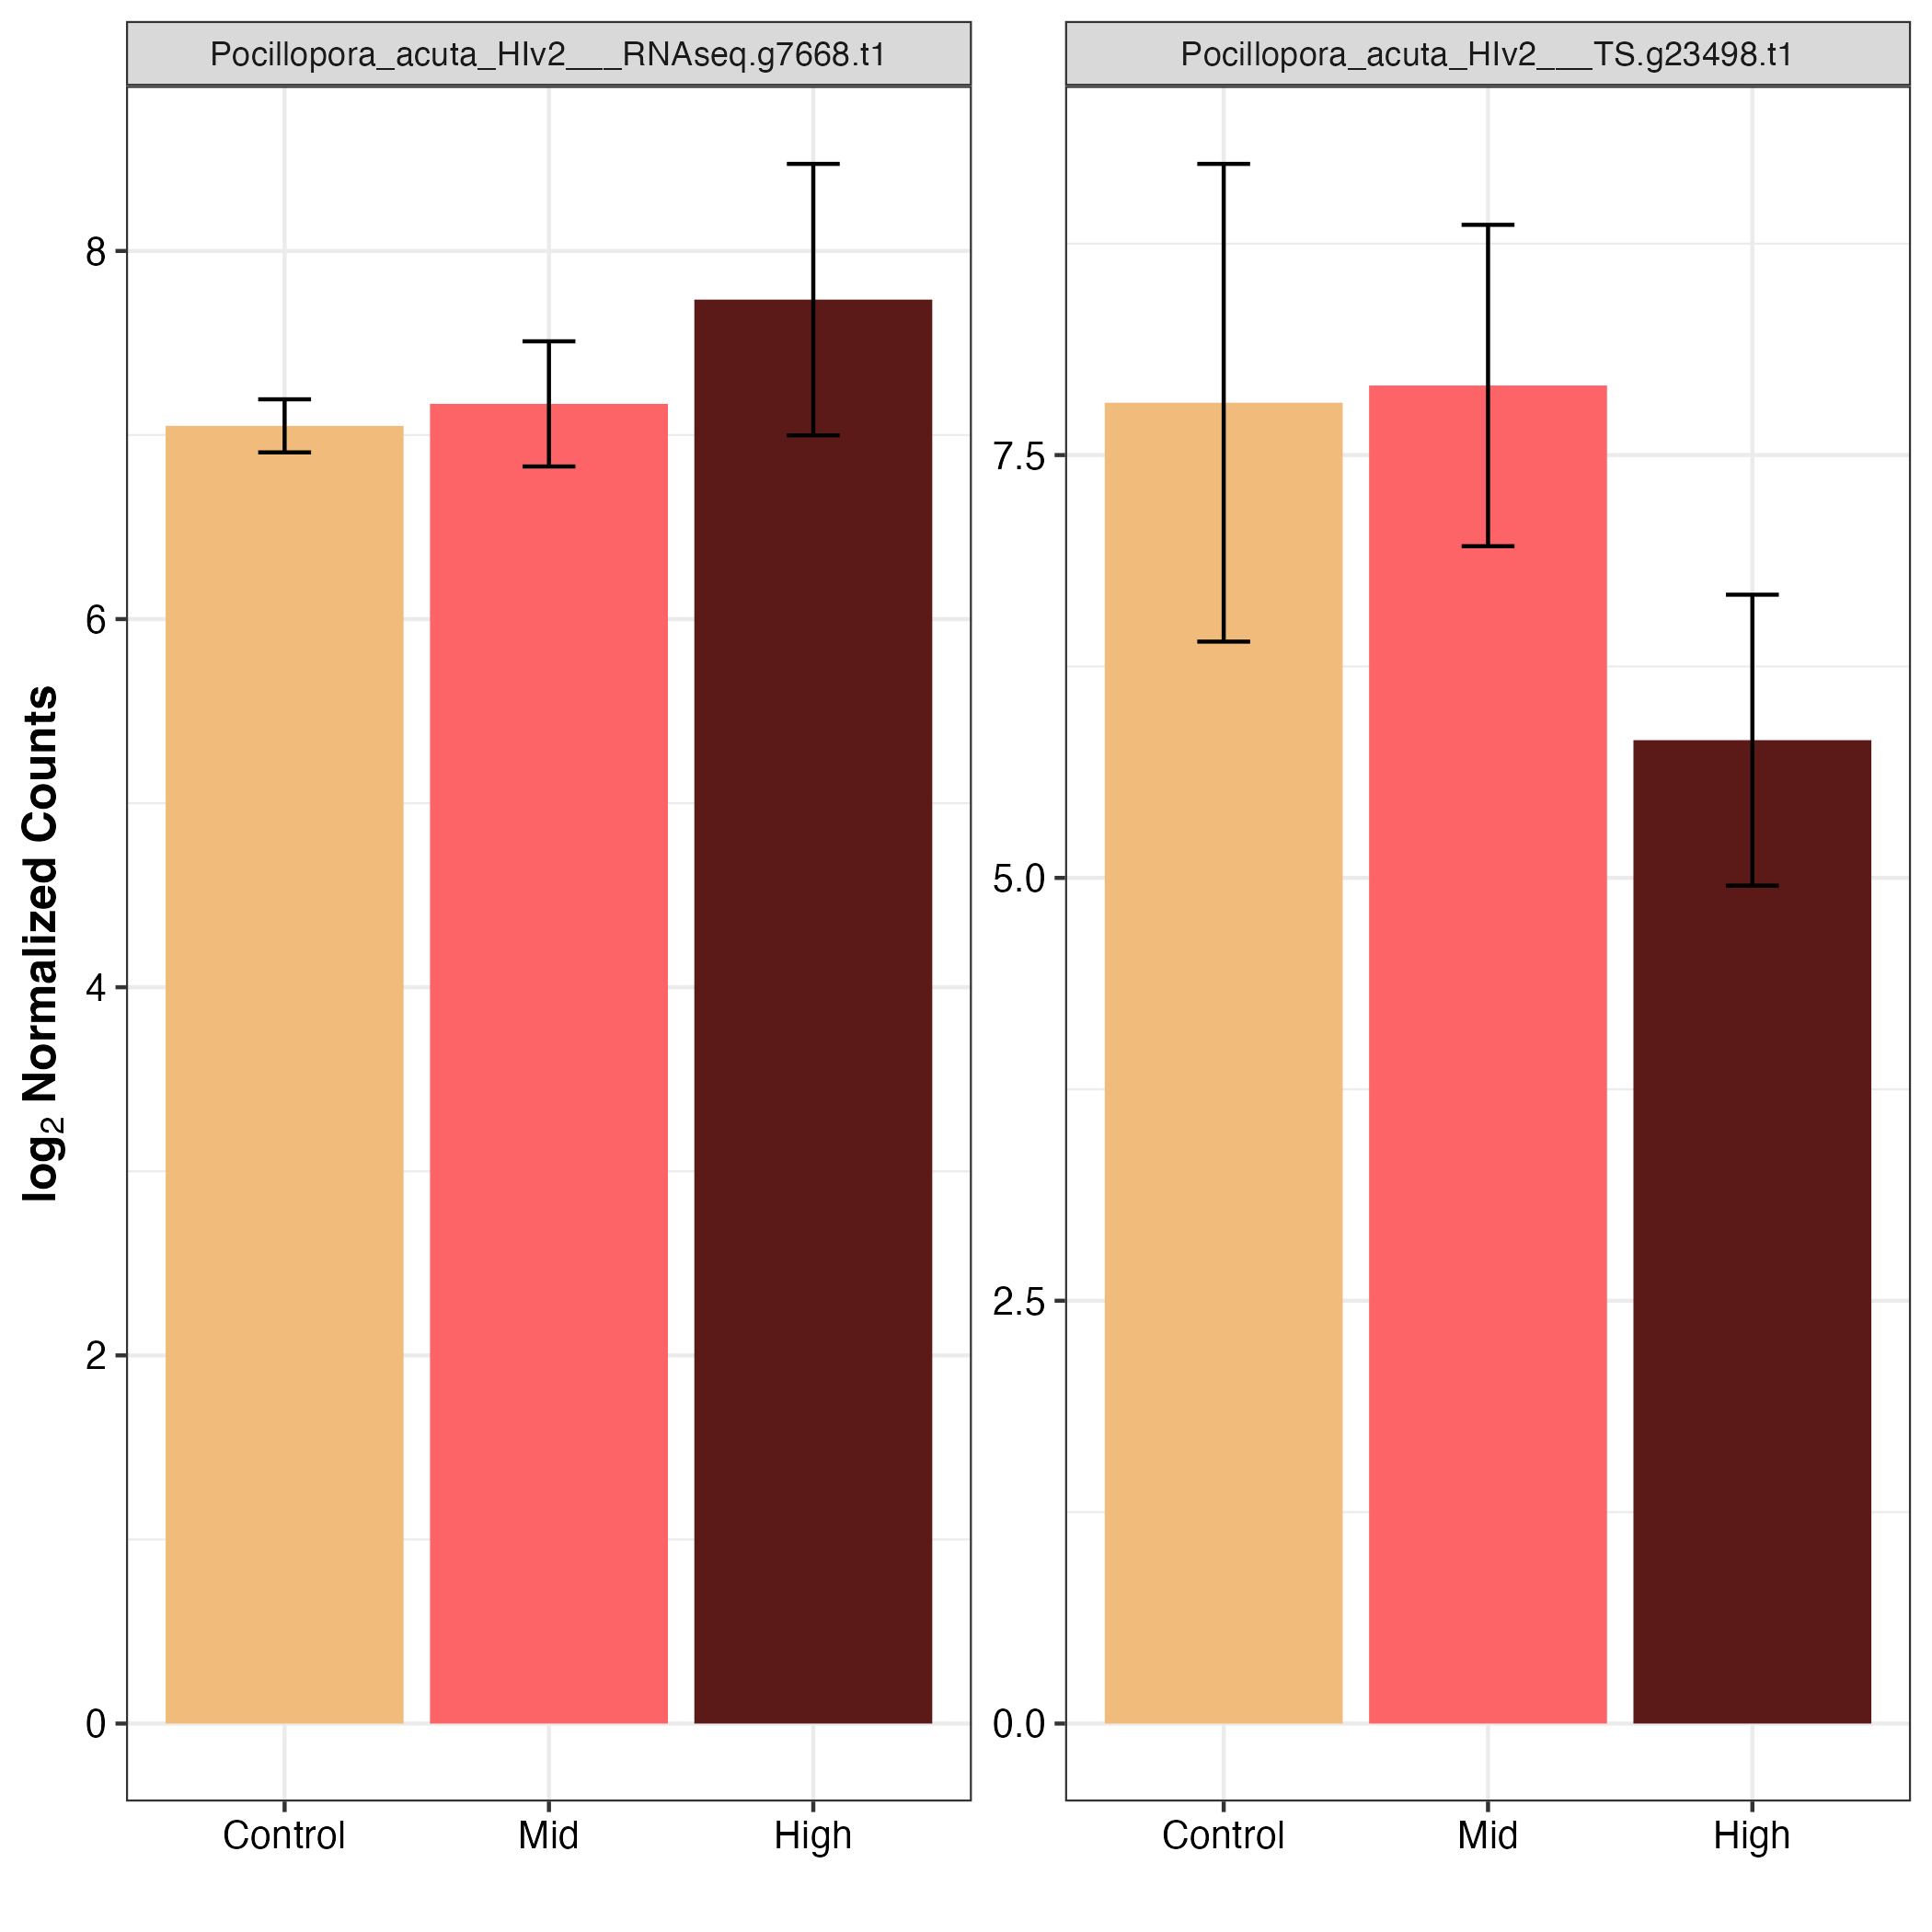 Pocillopora_acuta_HIv2___RNAseq.g7668.t1
Pocillopora_acuta_HIv2___TS.g23498.t1
log₂ Normalized Counts
8
6
4
2
0
7.5
5.0
2.5
0.0
Control Mid High
Control Mid High